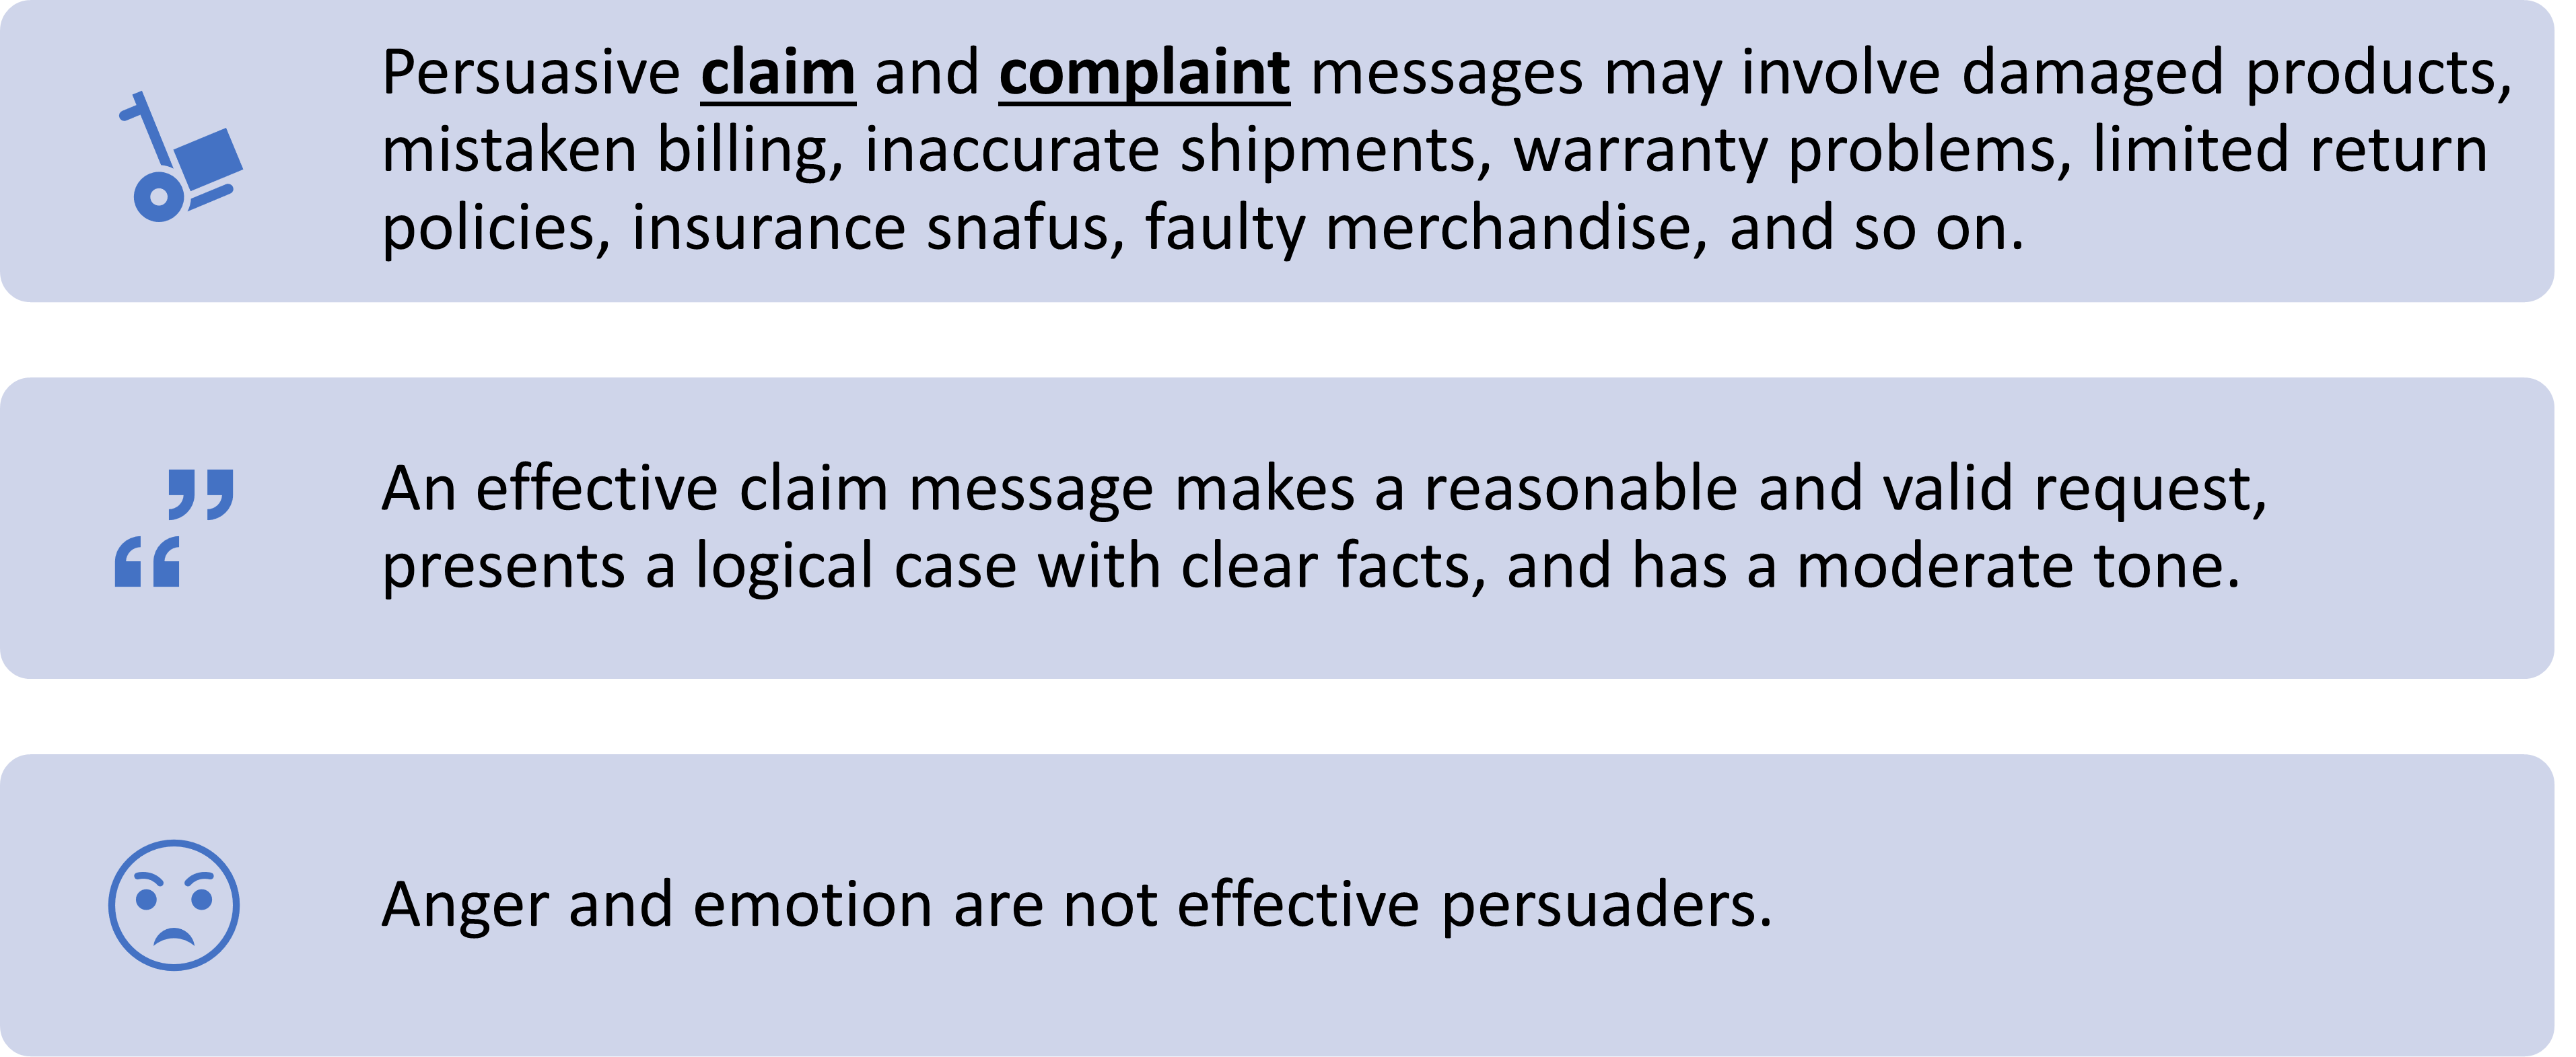 Persuasive claim and complaint messages may involve damaged products,
mistaken billing, inaccurate shipments, warranty problems, limited return
policies, insurance snafus, faulty merchandise, and so on.
An effective claim message makes a reasonable and valid request,
presents a logical case with clear facts, and has a moderate tone.
Anger and emotion are not effective persuaders.